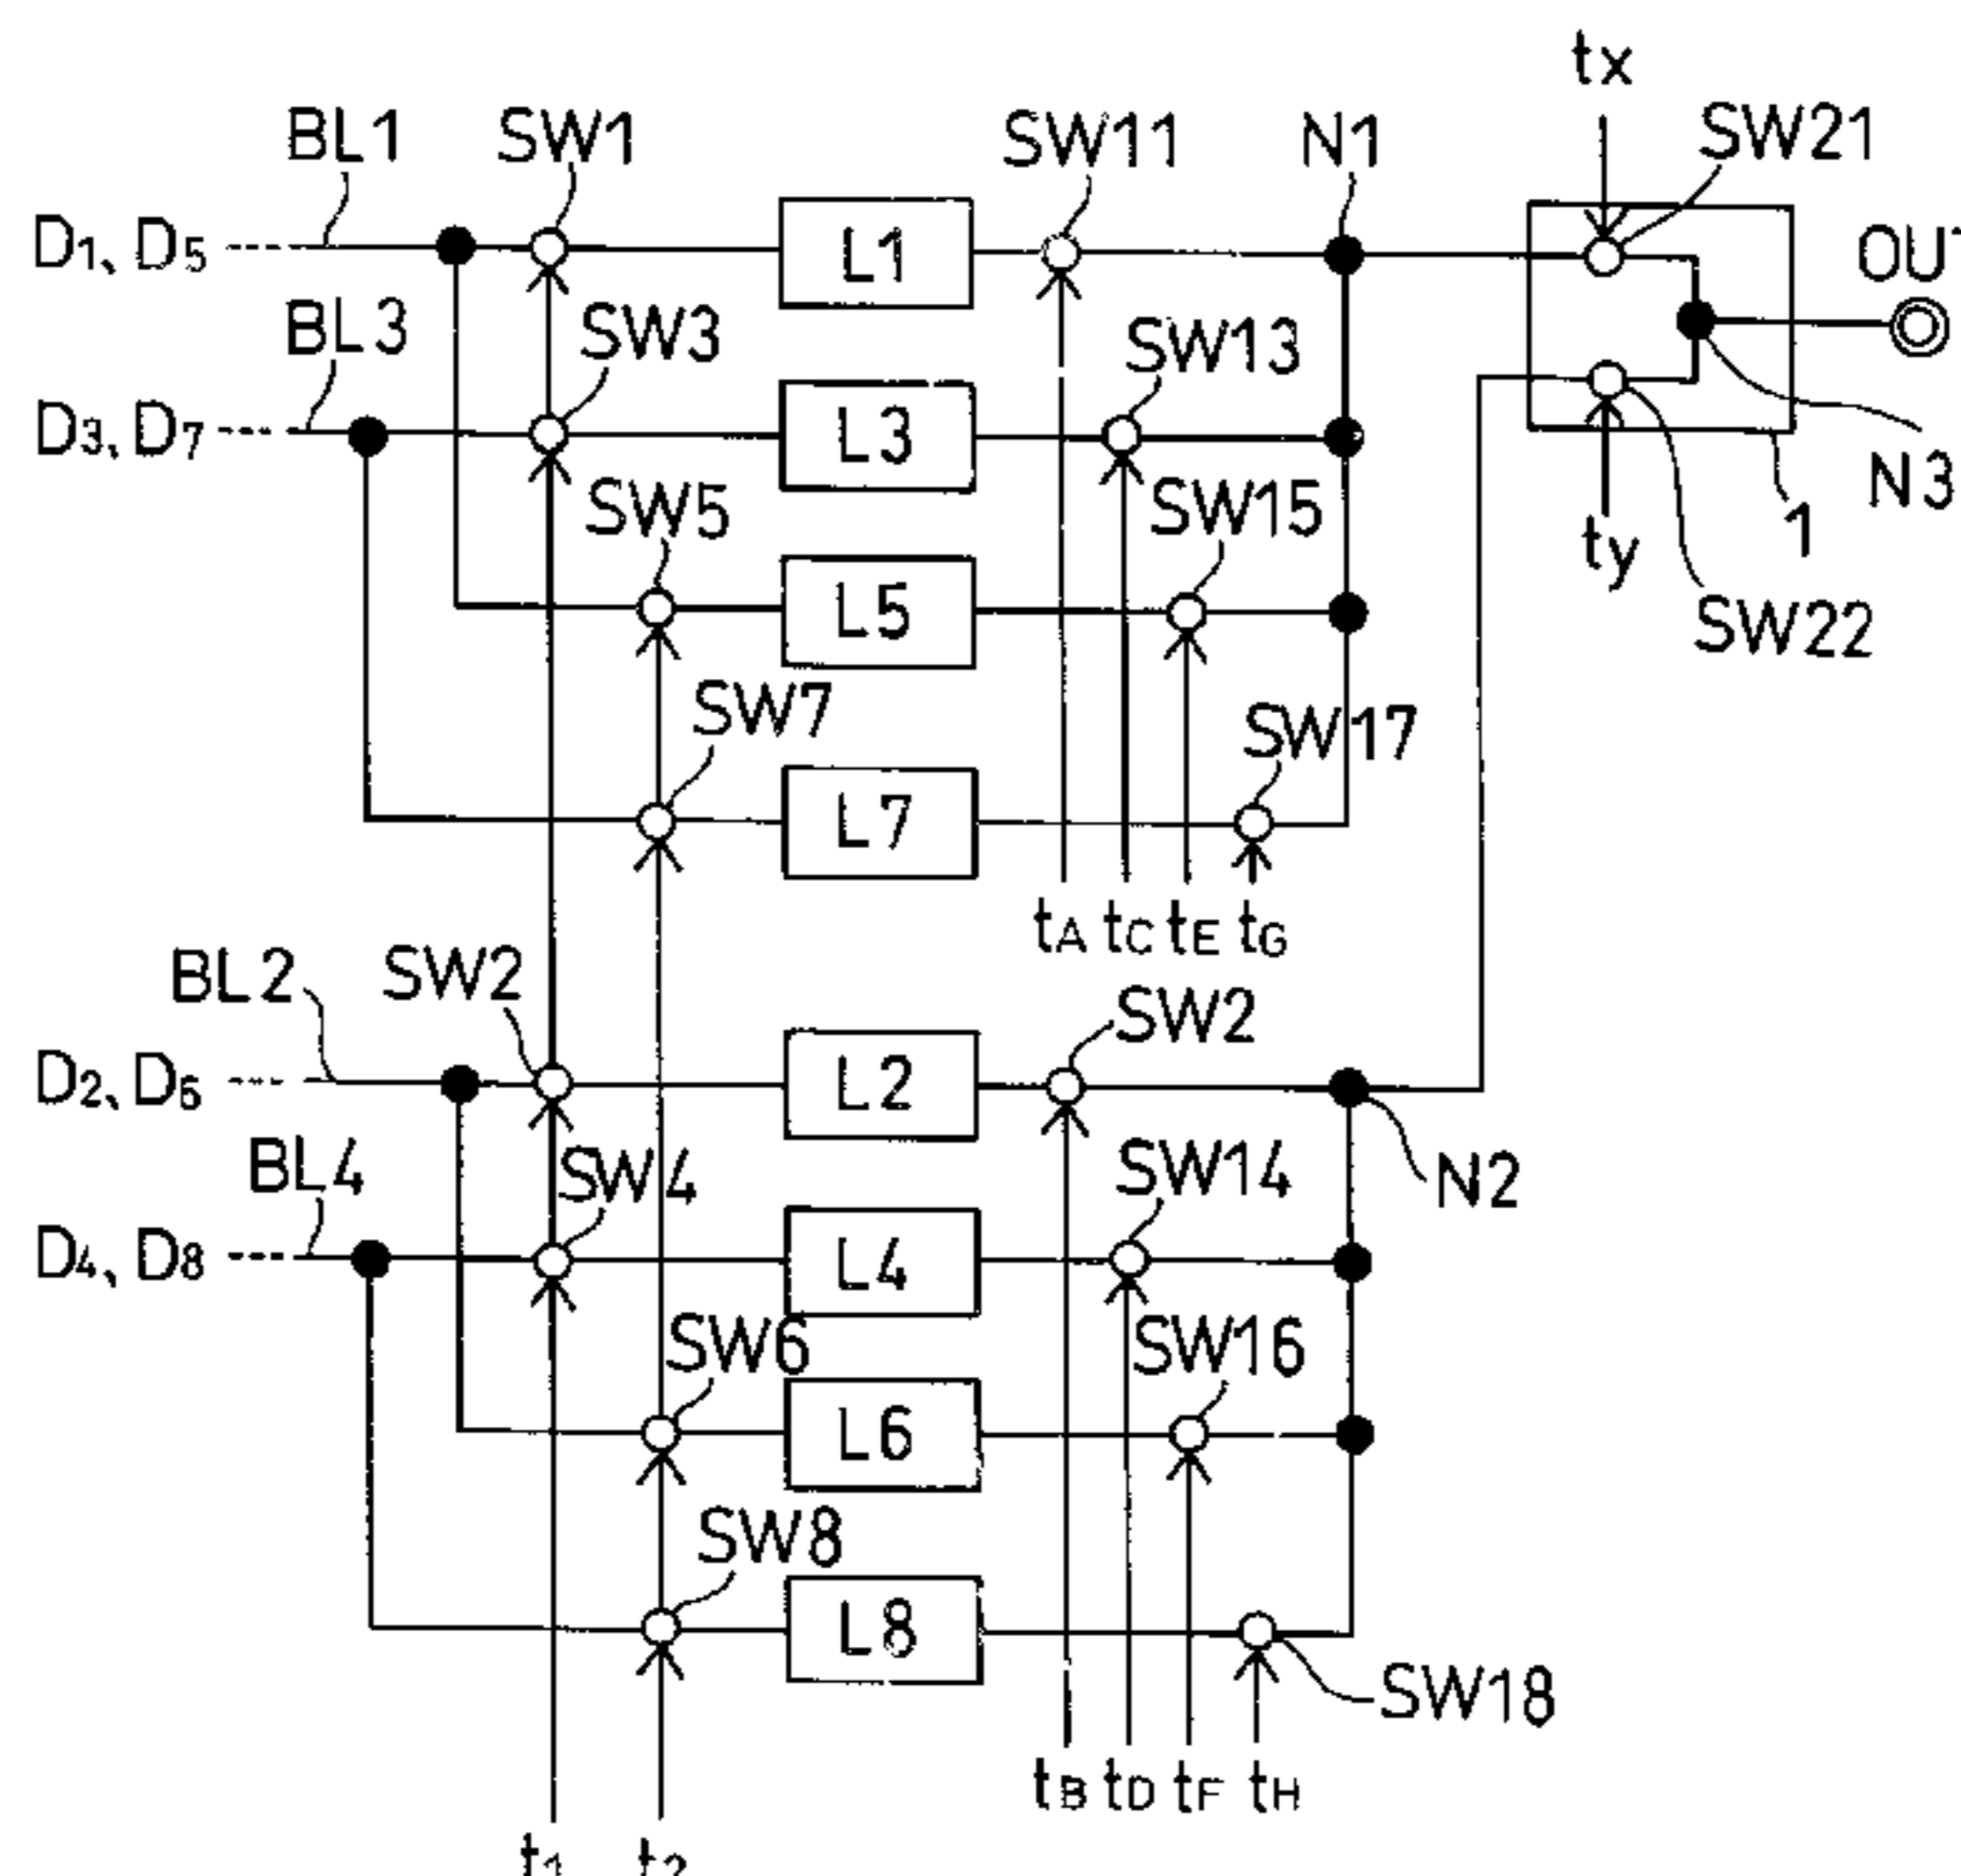 tx
BL1
SW1
SW11
N1
SW21
D1、D5
L1
OUT
BL3
SW3
SW13
D3、D7
L3
N3
SW5
SW15
1
ty
L5
SW22
SW7
SW17
L7
tA tC tE tG
BL2
SW2
SW2
D2、D6
L2
BL4
SW4
SW14
N2
D4、D8
L4
SW6
SW16
L6
SW8
L8
SW18
tB tD tF tH
t1
t2